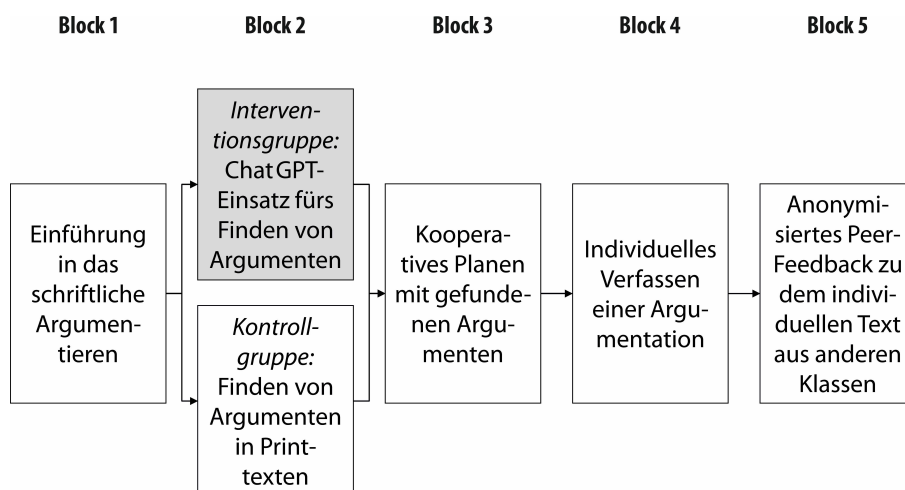 Block 1
Block 2
Block 3
Block 4
Block 5
Einführung
in das
schriftliche
Argumen-
tieren
Interven-
tionsgruppe:
Chat GPT-
Einsatz fürs
Finden von
Argumenten
Kontroll-
gruppe:
Finden von
Argumenten
in Print-
texten
Koopera-
tives Planen
mit gefunde-
nen Argu-
menten
Individuelles
Verfassen
einer Argu-
mentation
Anonymi-
siertes Peer-
Feedback zu
dem indivi-
duellen Text
aus anderen
Klassen